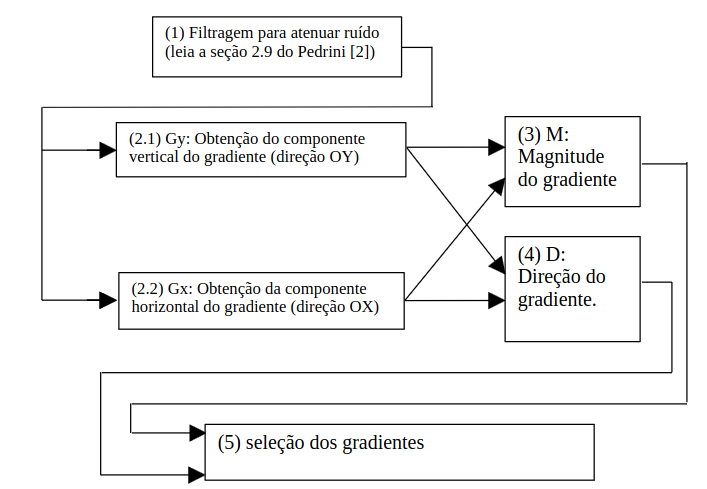 (1) Filtragem para atenuar ruído
(leia a seção 2.9 do Pedrini [2])
(2.1) Gy: Obtenção do componente
vertical do gradiente (direção OY)
(3) M:
Magnitude
do gradiente
(2.2) Gx: Obtenção da componente
horizontal do gradiente (direção OX)
(4) D:
Direção do
gradiente.
(5) seleção dos gradientes